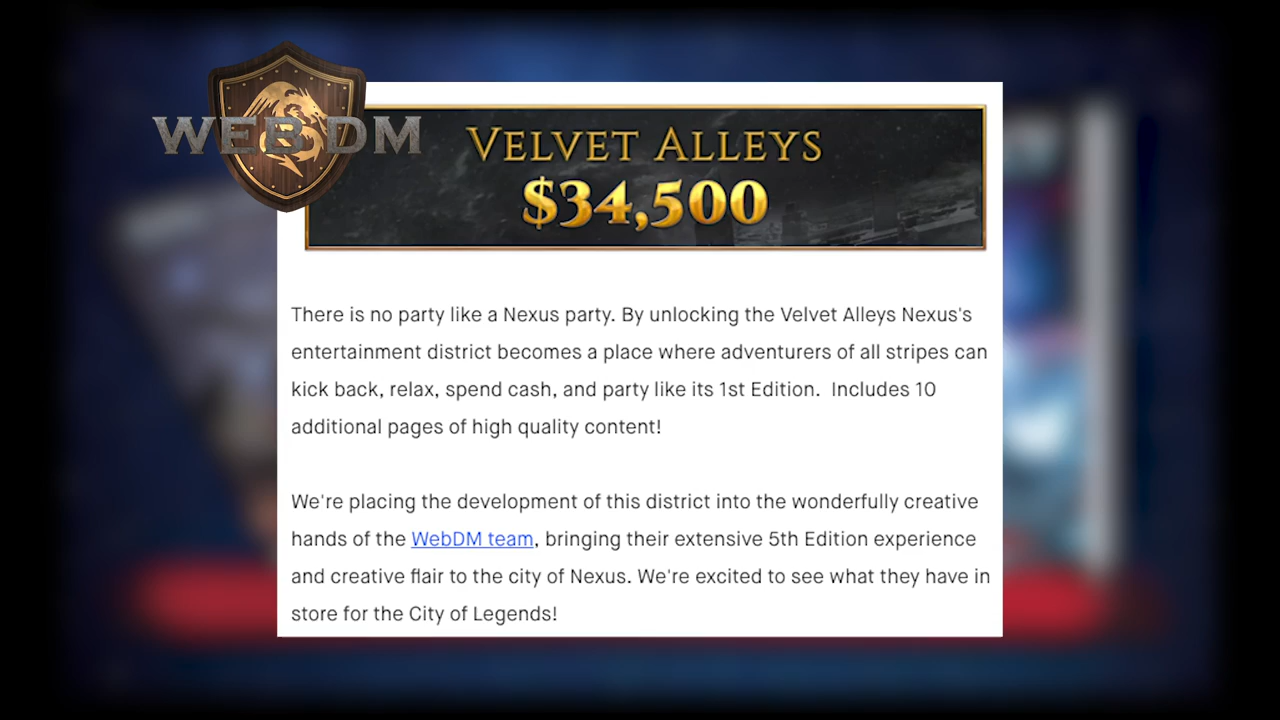 WEB DM
VELVET ALLEYS
$34,500
There is no party like a Nexus party. By unlocking the Velvet Alleys Nexus's
entertainment district becomes a place where adventurers of all stripes can
kick back, relax, spend cash, and party like its 1st Edition.  Includes 10
additional pages of high quality content!
We're placing the development of this district into the wonderfully creative
hands of the WebDM team, bringing their extensive 5th Edition experience
and creative flair to the city of Nexus. We're excited to see what they have in
store for the City of Legends!